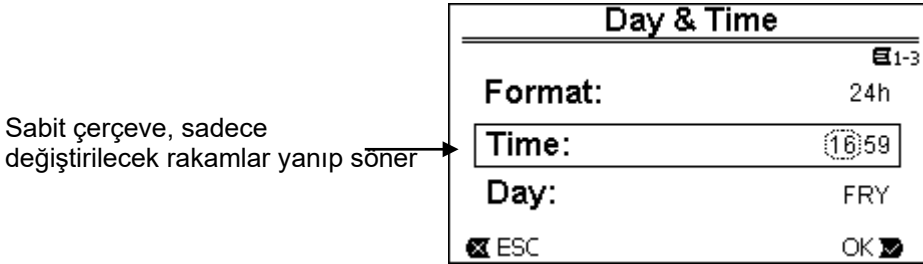 Day & Time
1-3
Format: 24h
Sabit çerçeve, sadece
değiştirilecek rakamlar yanıp söner
Time: 16:59
Day: FRY
ESC OK